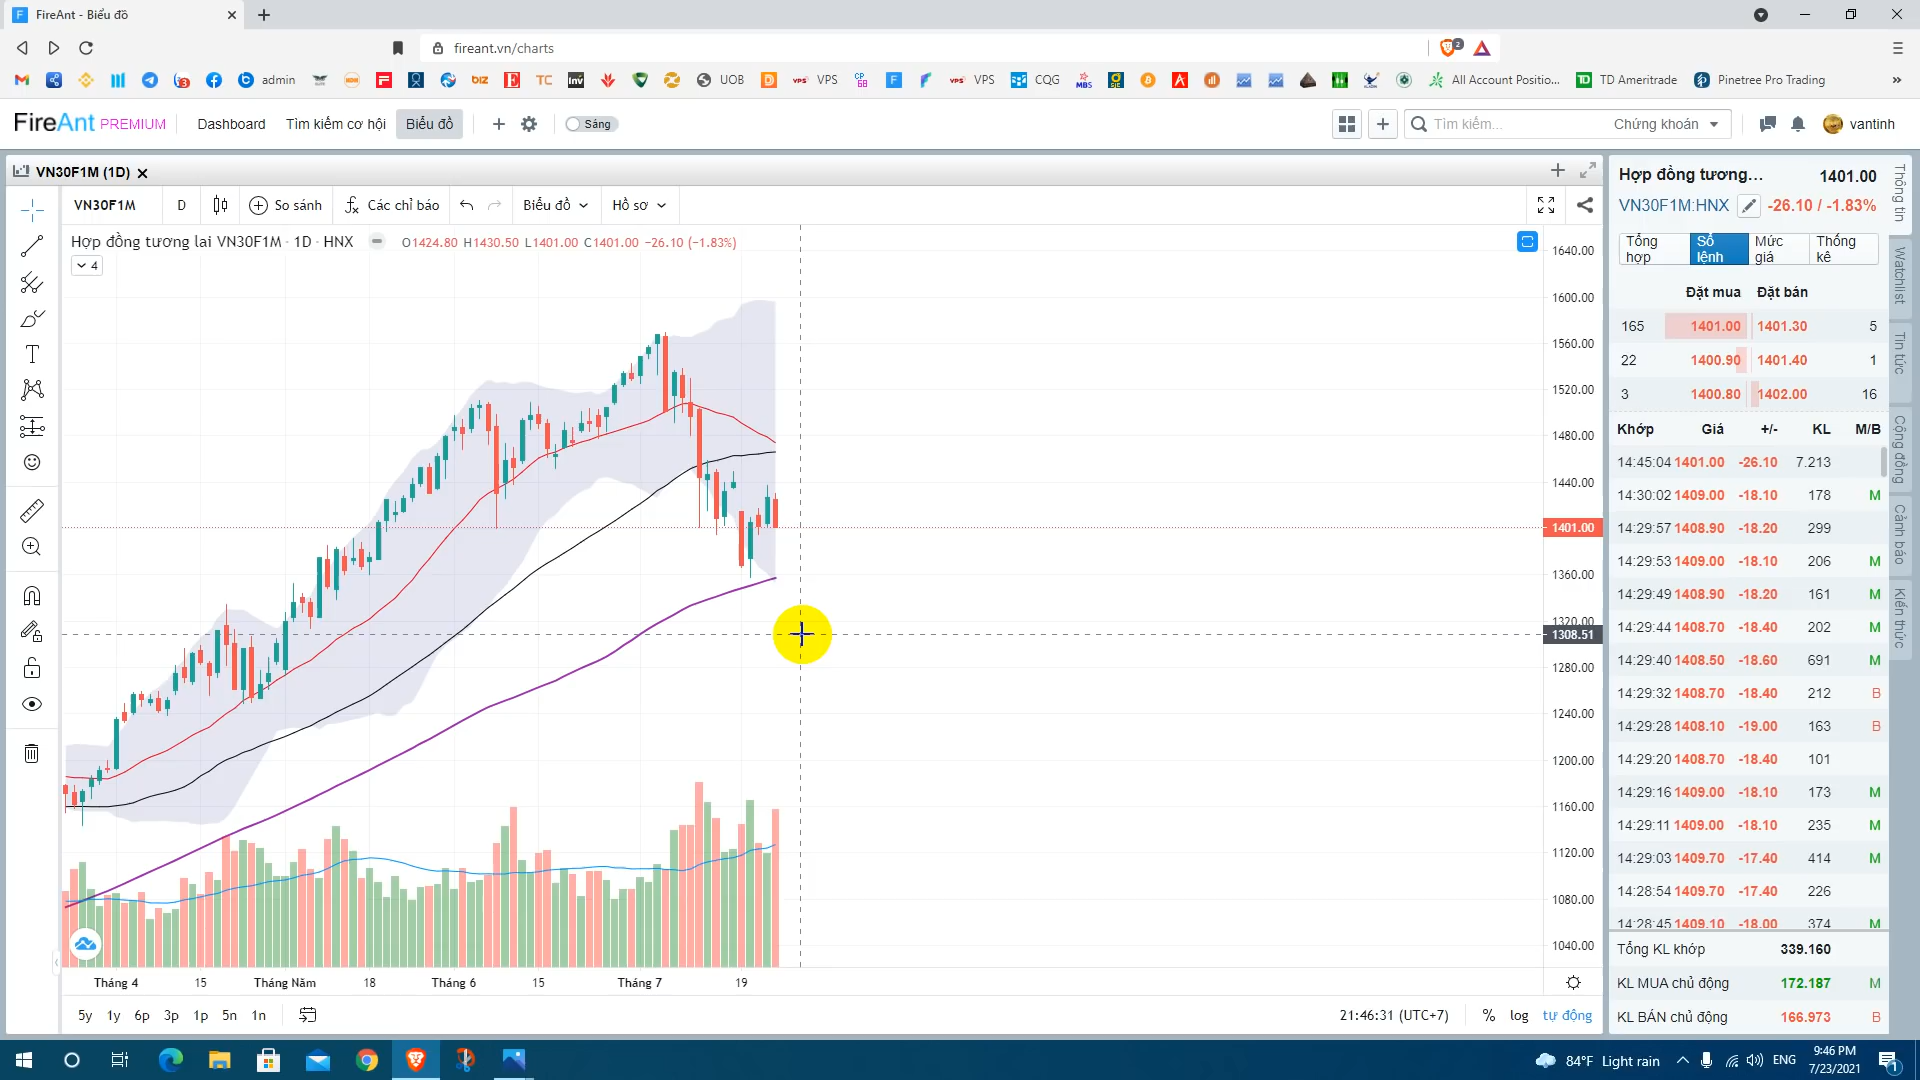 FireAnt - Biểu đồ
fireant.vn/charts
2
3
admin
biz
TC
Inv
UOB
VPS
VPS
CQG
MBS
All Account Positio...
TD Ameritrade
Pinetree Pro Trading
FireAnt PREMIUM
Dashboard
Tìm kiếm cơ hội
Biểu đồ
Sáng
Tìm kiếm...
Chứng khoán
vantinh
VN30F1M (1D)
VN30F1M
D
So sánh
Các chỉ báo
Biểu đồ
Hồ sơ
Hợp đồng tương lai VN30F1M · 1D · HNX
O1424.80 H1430.50 L1401.00 C1401.00 −26.10 (−1.83%)
4
1640.00
1600.00
1560.00
1520.00
1480.00
1440.00
1401.00
1360.00
1320.00
1308.51
1280.00
1240.00
1200.00
1160.00
1120.00
1080.00
1040.00
Tháng 4
15
Tháng Năm
18
Tháng 6
15
Tháng 7
19
5y 1y 6p 3p 1p 5n 1n
21:46:31 (UTC+7)
%
log
tự động
Hợp đồng tương...
1401.00
VN30F1M:HNX
-26.10 / -1.83%
Tổng hợp
Sổ lệnh
Mức giá
Thống kê
Đặt mua Đặt bán
165 1401.00 1401.30 5
22 1400.90 1401.40 1
3 1400.80 1402.00 16
Khớp Giá +/- KL M/B
14:45:04 1401.00 -26.10 7.213
14:30:02 1409.00 -18.10 178 M
14:29:57 1408.90 -18.20 299
14:29:53 1409.00 -18.10 206 M
14:29:49 1408.90 -18.20 161 M
14:29:44 1408.70 -18.40 202 M
14:29:40 1408.50 -18.60 691 M
14:29:32 1408.70 -18.40 212 B
14:29:28 1408.10 -19.00 163 B
14:29:20 1408.70 -18.40 101
14:29:16 1409.00 -18.10 173 M
14:29:11 1409.00 -18.10 235 M
14:29:03 1409.70 -17.40 414 M
14:28:54 1409.70 -17.40 226
14:28:45 1409.10 -18.00 374 M
Tổng KL khớp 339.160
KL MUA chủ động 172.187 M
KL BÁN chủ động 166.973 B
Thông tin
Watchlist
Tin tức
Cộng đồng
Cảnh báo
Kiến thức
84°F Light rain
ENG
9:46 PM
7/23/2021
1